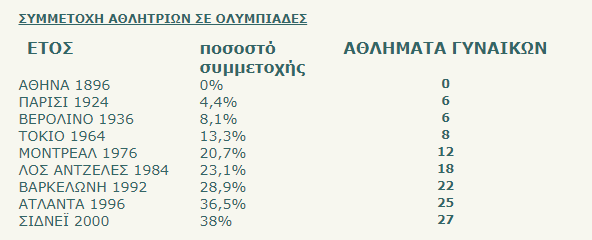 ΣΥΜΜΕΤΟΧΗ ΑΘΛΗΤΡΙΩΝ ΣΕ ΟΛΥΜΠΙΑΔΕΣ
ΕΤΟΣ ποσοστό συμμετοχής ΑΘΛΗΜΑΤΑ ΓΥΝΑΙΚΩΝ
ΑΘΗΝΑ 1896 0% 0
ΠΑΡΙΣΙ 1924 4,4% 6
ΒΕΡΟΛΙΝΟ 1936 8,1% 6
ΤΟΚΙΟ 1964 13,3% 8
ΜΟΝΤΡΕΑΛ 1976 20,7% 12
ΛΟΣ ΑΝΤΖΕΛΕΣ 1984 23,1% 18
ΒΑΡΚΕΛΩΝΗ 1992 28,9% 22
ΑΤΛΑΝΤΑ 1996 36,5% 25
ΣΙΔΝΕΪ 2000 38% 27